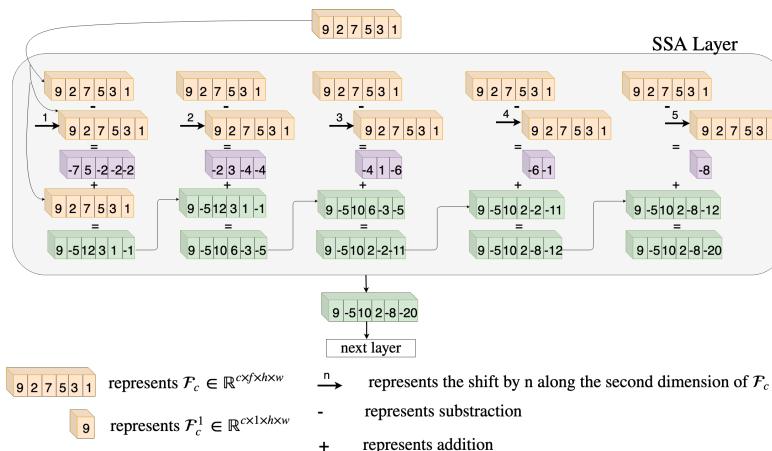 9 2 7 5 3 1
SSA Layer
9 2 7 5 3 1 9 2 7 5 3 1 9 2 7 5 3 1 9 2 7 5 3 1 9 2 7 5 3 1
- - - - -
1 9 2 7 5 3 1 2 9 2 7 5 3 1 3 9 2 7 5 3 1 4 9 2 7 5 3 1 5 9 2 7 5 3 1
= = = = =
-7 5 -2 -2 -2 -2 3 -4 -4 -4 1 -6 -6 -1 -8
+ + + + +
9 2 7 5 3 1 9 -5 12 3 1 -1 9 -5 10 6 -3 -5 9 -5 10 2 -2 -11 9 -5 10 2 -8 -12
= = = = =
9 -5 12 3 1 -1 9 -5 10 6 -3 -5 9 -5 10 2 -2 -11 9 -5 10 2 -8 -12 9 -5 10 2 -8 -20
9 -5 10 2 -8 -20
next layer
9 2 7 5 3 1 represents ℱ_c ∈ ℝ^{c×f×h×w} n represents the shift by n along the second dimension of ℱ_c
9 represents ℱ_c^1 ∈ ℝ^{c×1×h×w} - represents substraction
+ represents addition